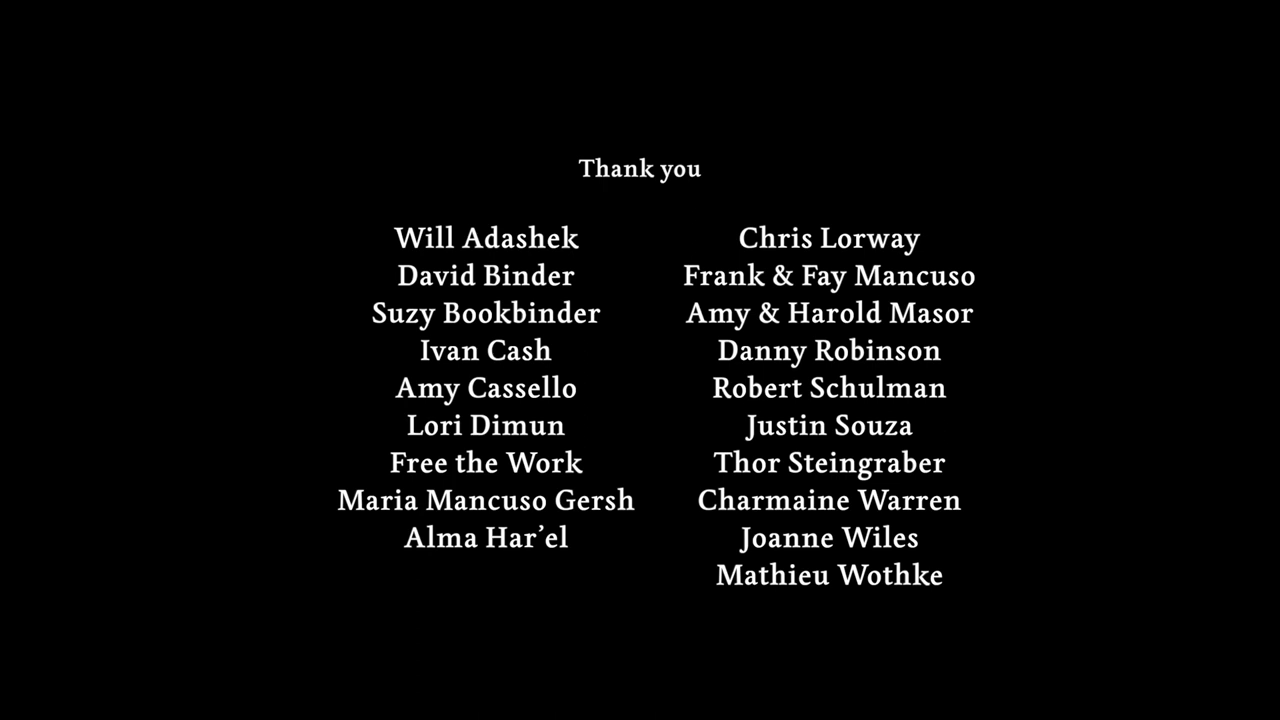 Thank you
Will Adashek
David Binder
Suzy Bookbinder
Ivan Cash
Amy Cassello
Lori Dimun
Free the Work
Maria Mancuso Gersh
Alma Har’el
Chris Lorway
Frank & Fay Mancuso
Amy & Harold Masor
Danny Robinson
Robert Schulman
Justin Souza
Thor Steingraber
Charmaine Warren
Joanne Wiles
Mathieu Wothke